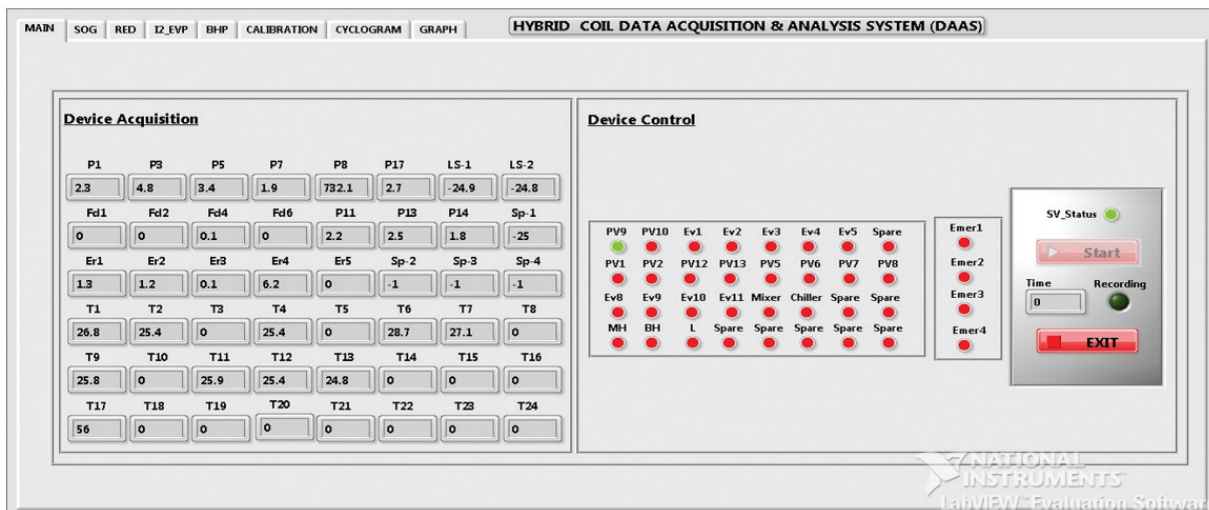 MAIN SOG RED I2_EVP BHP CALIBRATION CYCLOGRAM GRAPH HYBRID COIL DATA ACQUISITION & ANALYSIS SYSTEM (DAAS)
Device Acquisition
P1 P3 P5 P7 P8 P17 LS-1 LS-2
2.3 4.8 3.4 1.9 732.1 2.7 -24.9 -24.8
Fd1 Fd2 Fd4 Fd6 P11 P13 P14 Sp-1
0 0 0.1 0 2.2 2.5 1.8 -25
Er1 Er2 Er3 Er4 Er5 Sp-2 Sp-3 Sp-4
1.3 1.2 0.1 6.2 0 -1 -1 -1
T1 T2 T3 T4 T5 T6 T7 T8
26.8 25.4 0 25.4 0 28.7 27.1 0
T9 T10 T11 T12 T13 T14 T15 T16
25.8 0 25.9 25.4 24.8 0 0 0
T17 T18 T19 T20 T21 T22 T23 T24
56 0 0 0 0 0 0 0
Device Control
PV9 PV10 Ev1 Ev2 Ev3 Ev4 Ev5 Spare
PV1 PV2 PV12 PV13 PV5 PV6 PV7 PV8
Ev8 Ev9 Ev10 Ev11 Mixer Chiller Spare Spare
MH BH L Spare Spare Spare Spare Spare
Emer1
Emer2
Emer3
Emer4
SV_Status
Start
Time Recording
0
EXIT
NATIONAL
INSTRUMENTS
LabVIEW Evaluation Software